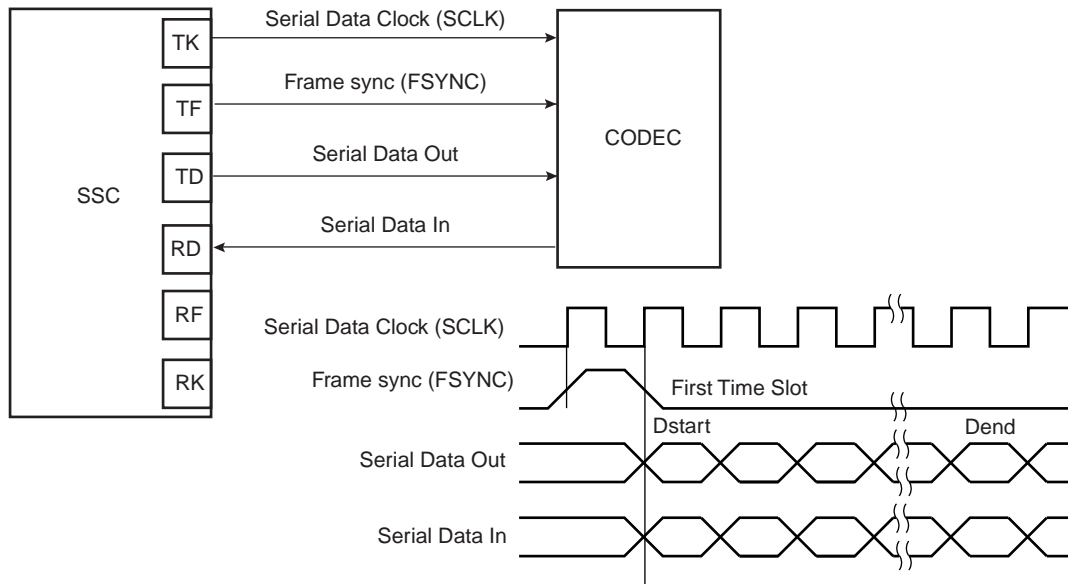 SSC
TK
TF
TD
RD
RF
RK
Serial Data Clock (SCLK)
Frame sync (FSYNC)
Serial Data Out
Serial Data In
CODEC
Serial Data Clock (SCLK)
Frame sync (FSYNC)
First Time Slot
Dstart
Dend
Serial Data Out
Serial Data In